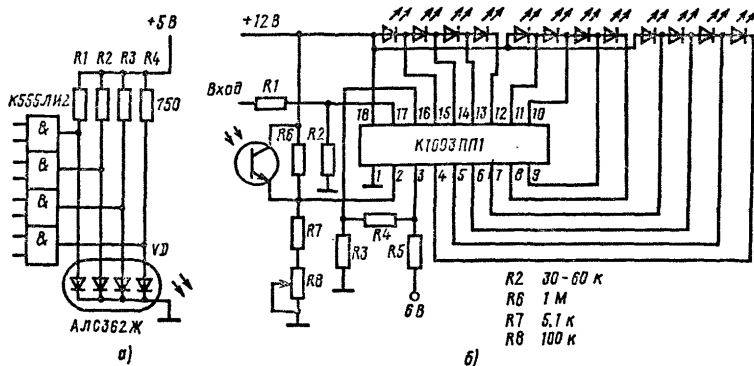 +5 В
R1 R2 R3 R4
К555ЛИ2
750
&
&
&
&
VD
АЛС362Ж
а)
+12 В
Вход
R1
R6
R2
18 17 16 15 14 13 12 11 10
К1003ПП1
1 2 3 4 5 6 7 8 9
R7
R8
R3
R4
R5
6 В
R2 30-60 к
R6 1 М
R7 5,1 к
R8 100 к
б)